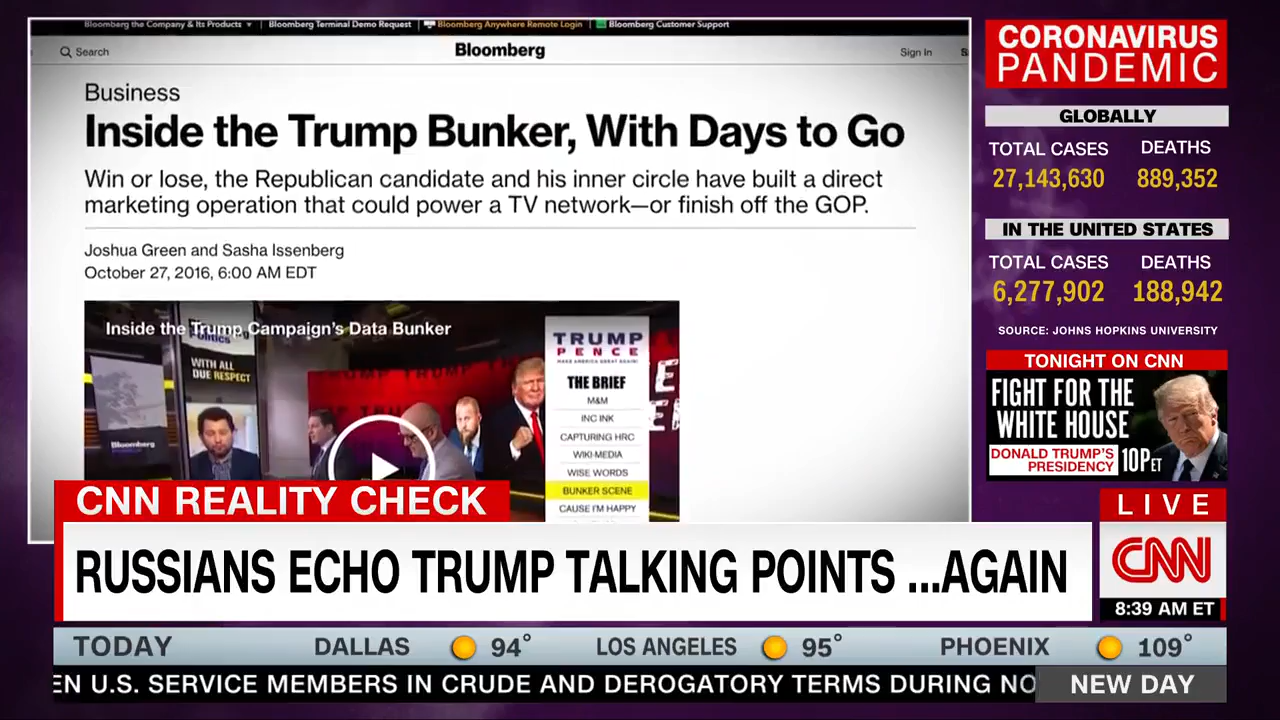 Bloomberg the Company & Its Products
Bloomberg Terminal Demo Request
Bloomberg Anywhere Remote Login
Bloomberg Customer Support
Search
Bloomberg
Sign In
Business
Inside the Trump Bunker, With Days to Go
Win or lose, the Republican candidate and his inner circle have built a direct
marketing operation that could power a TV network—or finish off the GOP.
Joshua Green and Sasha Issenberg
October 27, 2016, 6:00 AM EDT
Inside the Trump Campaign's Data Bunker
Politics
WITH ALL
DUE RESPECT
Bloomberg
TRUMP
PENCE
MAKE AMERICA GREAT AGAIN!
THE BRIEF
M&M
INC INK
CAPTURING HRC
WIKI-MEDIA
WISE WORDS
BUNKER SCENE
CAUSE I'M HAPPY
CORONAVIRUS
PANDEMIC
GLOBALLY
TOTAL CASES DEATHS
27,143,630 889,352
IN THE UNITED STATES
TOTAL CASES DEATHS
6,277,902 188,942
SOURCE: JOHNS HOPKINS UNIVERSITY
TONIGHT ON CNN
FIGHT FOR THE
WHITE HOUSE
DONALD TRUMP'S
PRESIDENCY
10P ET
CNN REALITY CHECK
RUSSIANS ECHO TRUMP TALKING POINTS ...AGAIN
LIVE
CNN
8:39 AM ET
TODAY DALLAS 94° LOS ANGELES 95° PHOENIX 109°
EN U.S. SERVICE MEMBERS IN CRUDE AND DEROGATORY TERMS DURING NO
NEW DAY